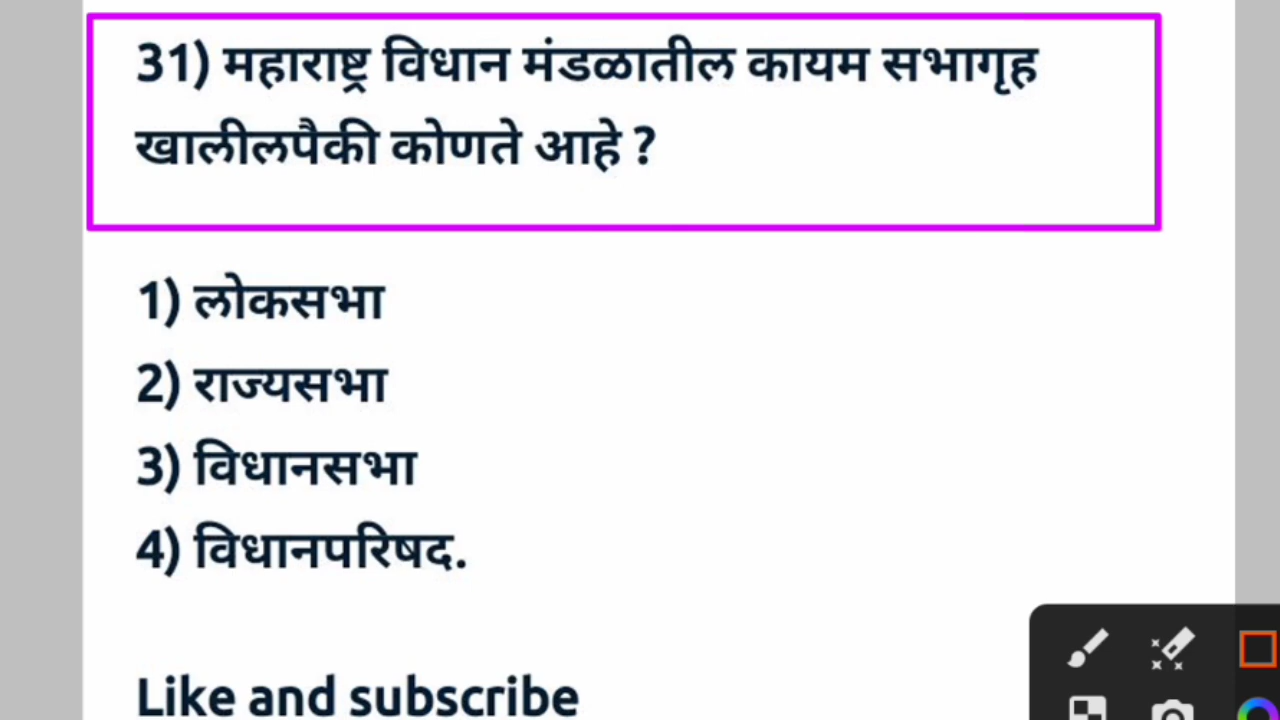 31) महाराष्ट्र विधान मंडळातील कायम सभागृह
खालीलपैकी कोणते आहे ?
1) लोकसभा
2) राज्यसभा
3) विधानसभा
4) विधानपरिषद.
Like and subscribe